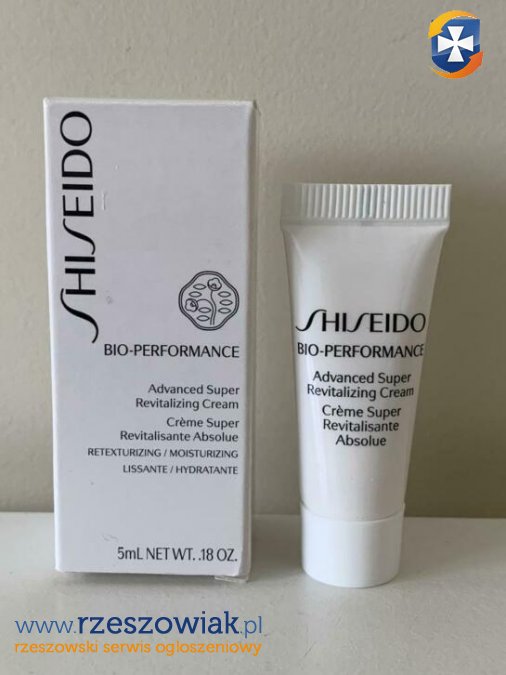 SHISEIDO
BIO-PERFORMANCE
Advanced Super
Revitalizing Cream
Crème Super
Revitalisante Absolue
RETEXTURIZING / MOISTURIZING
LISSANTE / HYDRATANTE
5mL NET WT. .18 OZ.
SHISEIDO
BIO-PERFORMANCE
Advanced Super
Revitalizing Cream
Crème Super
Revitalisante
Absolue
www.rzeszowiak.pl
rzeszowski serwis ogłoszeniowy